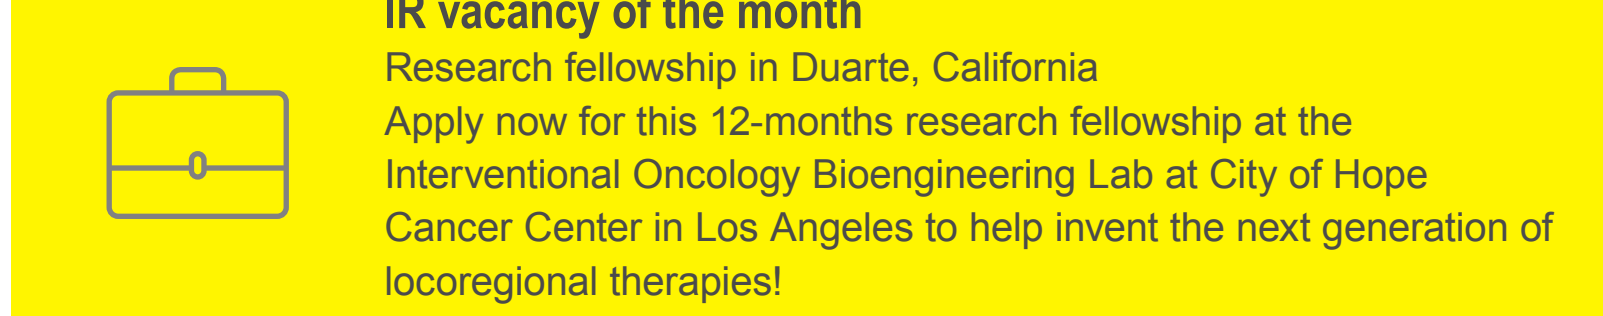 IR vacancy of the month
Research fellowship in Duarte, California
Apply now for this 12-months research fellowship at the
Interventional Oncology Bioengineering Lab at City of Hope
Cancer Center in Los Angeles to help invent the next generation of
locoregional therapies!